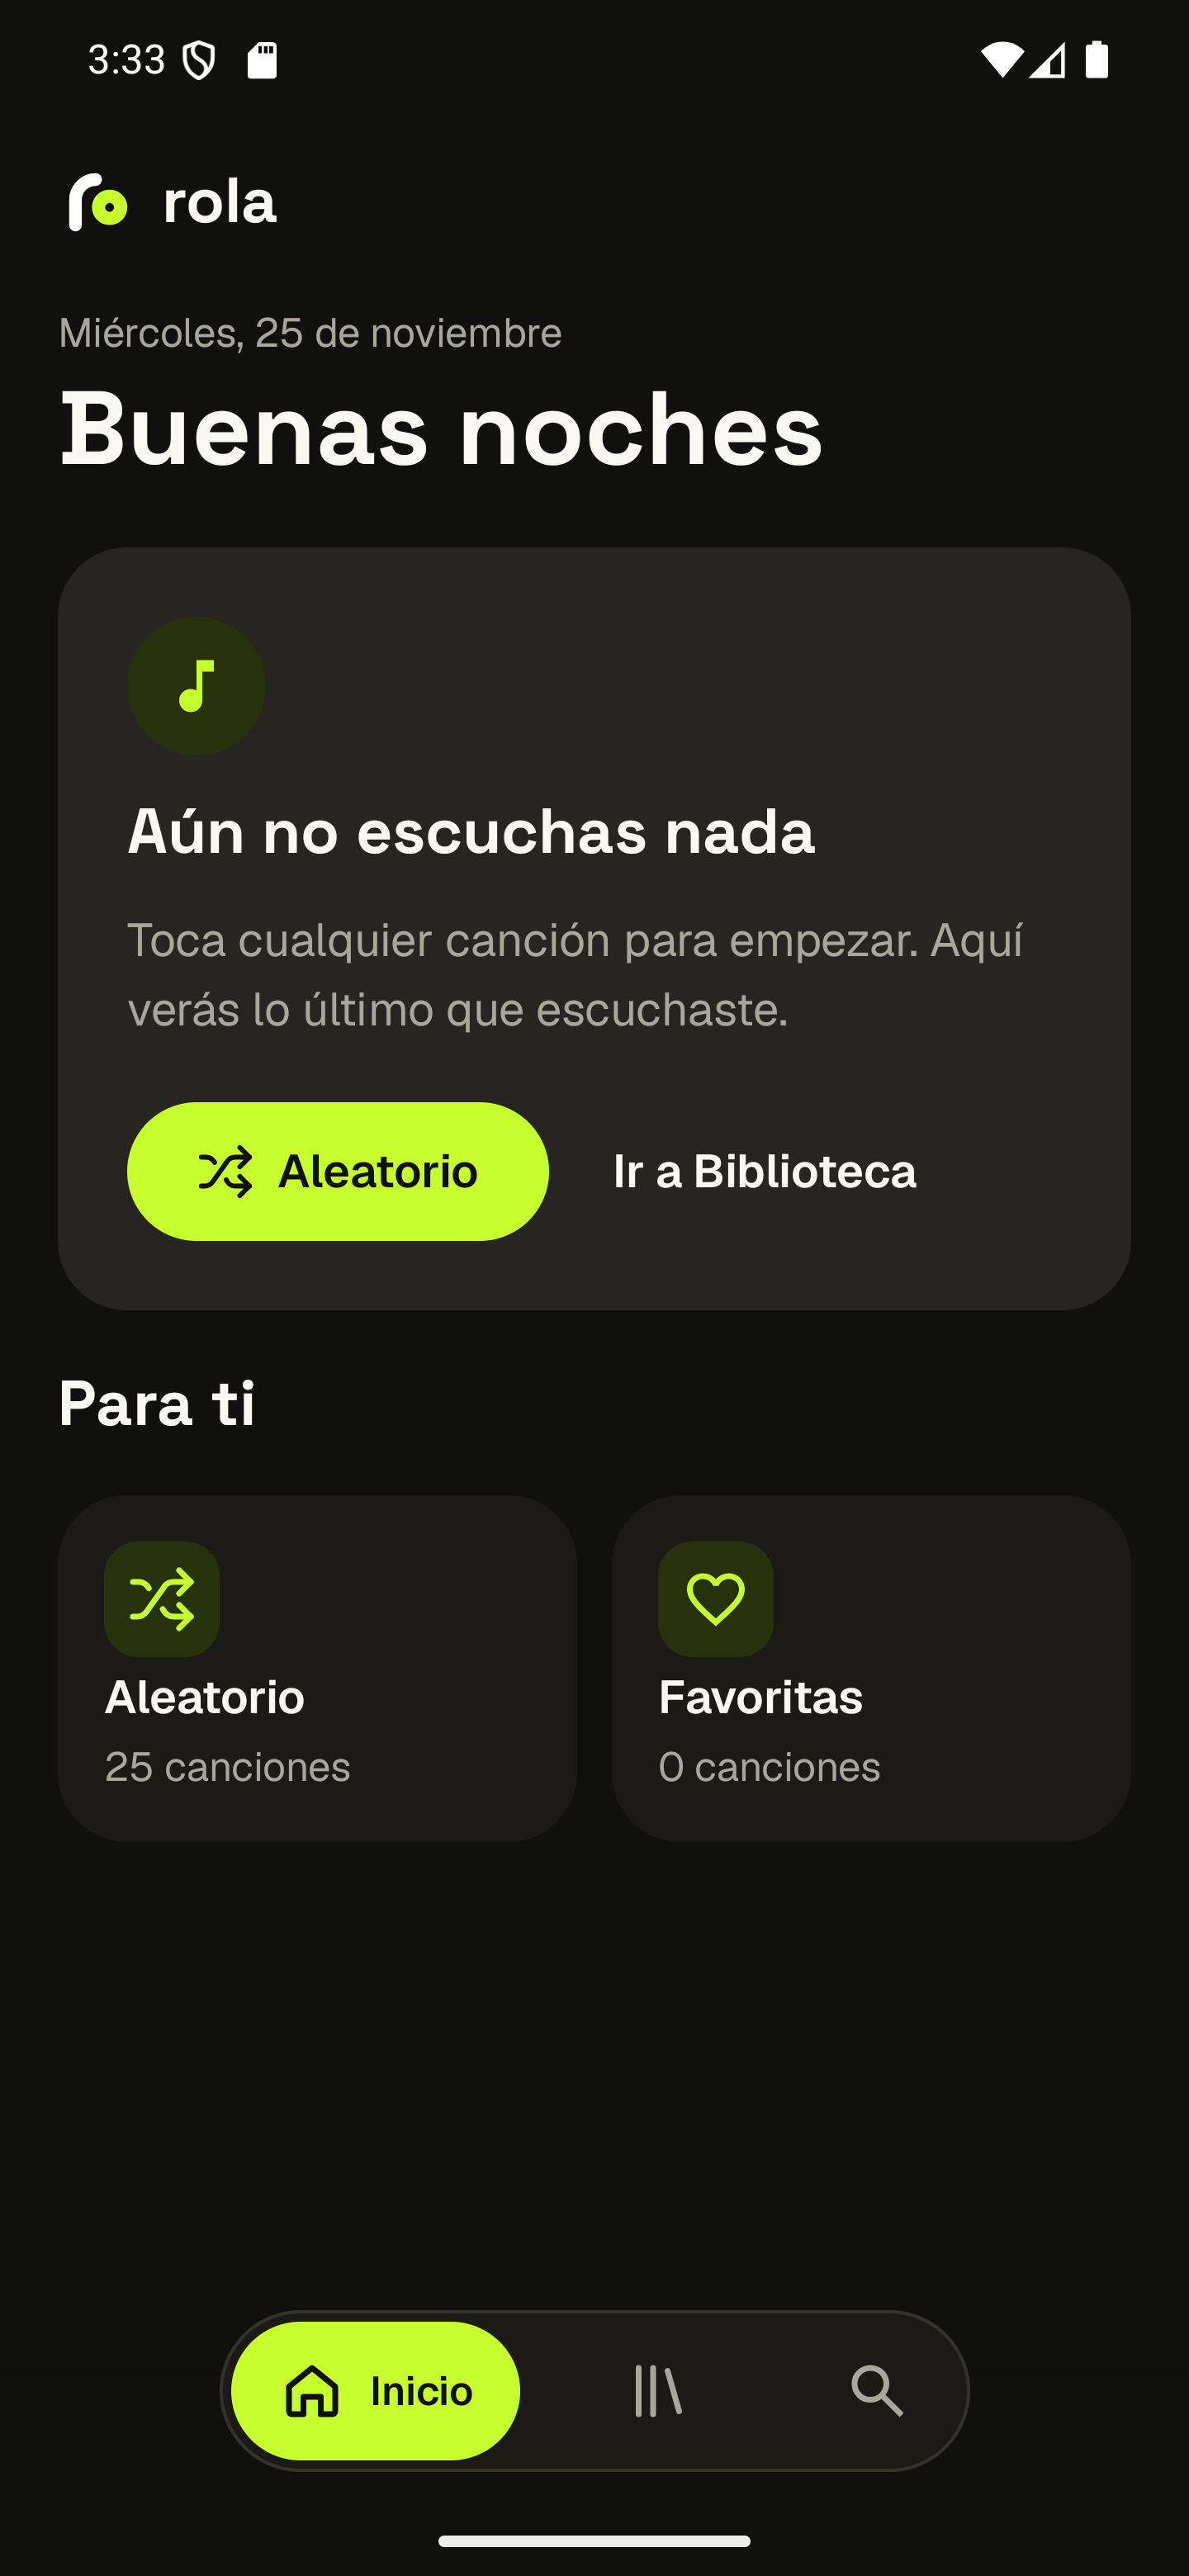 3:33
rola
Miércoles, 25 de noviembre
Buenas noches
Aún no escuchas nada
Toca cualquier canción para empezar. Aquí
verás lo último que escuchaste.
Aleatorio
Ir a Biblioteca
Para ti
Aleatorio
25 canciones
Favoritas
0 canciones
Inicio